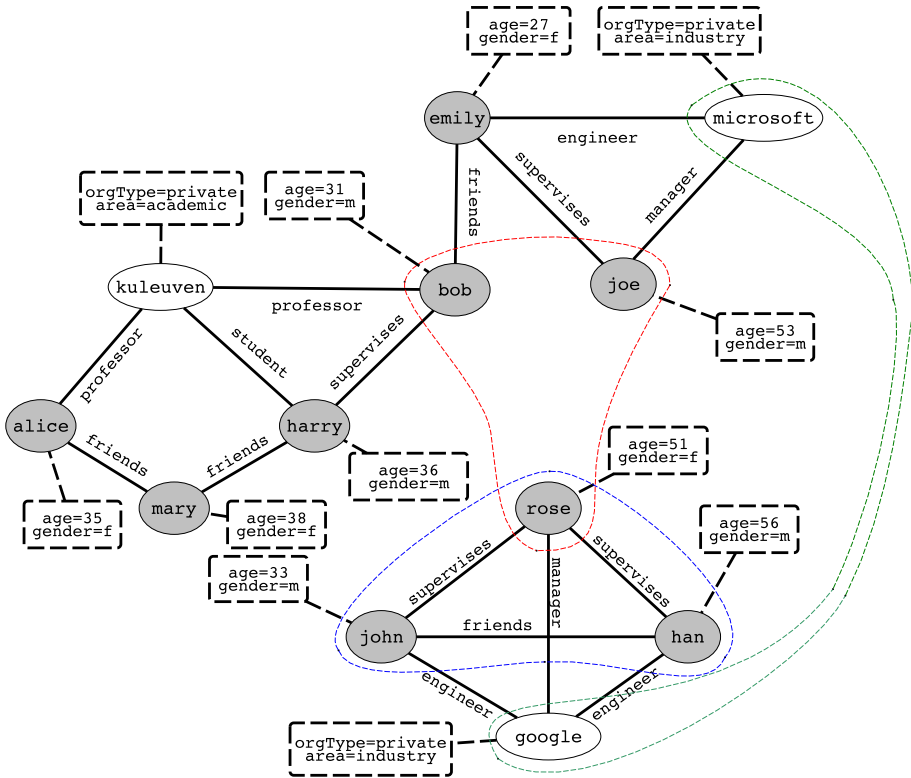 age=27
gender=f
orgType=private
area=industry
emily
microsoft
engineer
supervises
manager
friends
orgType=private
area=academic
age=31
gender=m
kuleuven
bob
joe
professor
age=53
gender=m
professor
student
supervises
alice
harry
friends
friends
age=36
gender=m
age=51
gender=f
mary
rose
age=35
gender=f
age=38
gender=f
age=56
gender=m
age=33
gender=m
supervises
manager
supervises
john
friends
han
engineer
engineer
orgType=private
area=industry
google